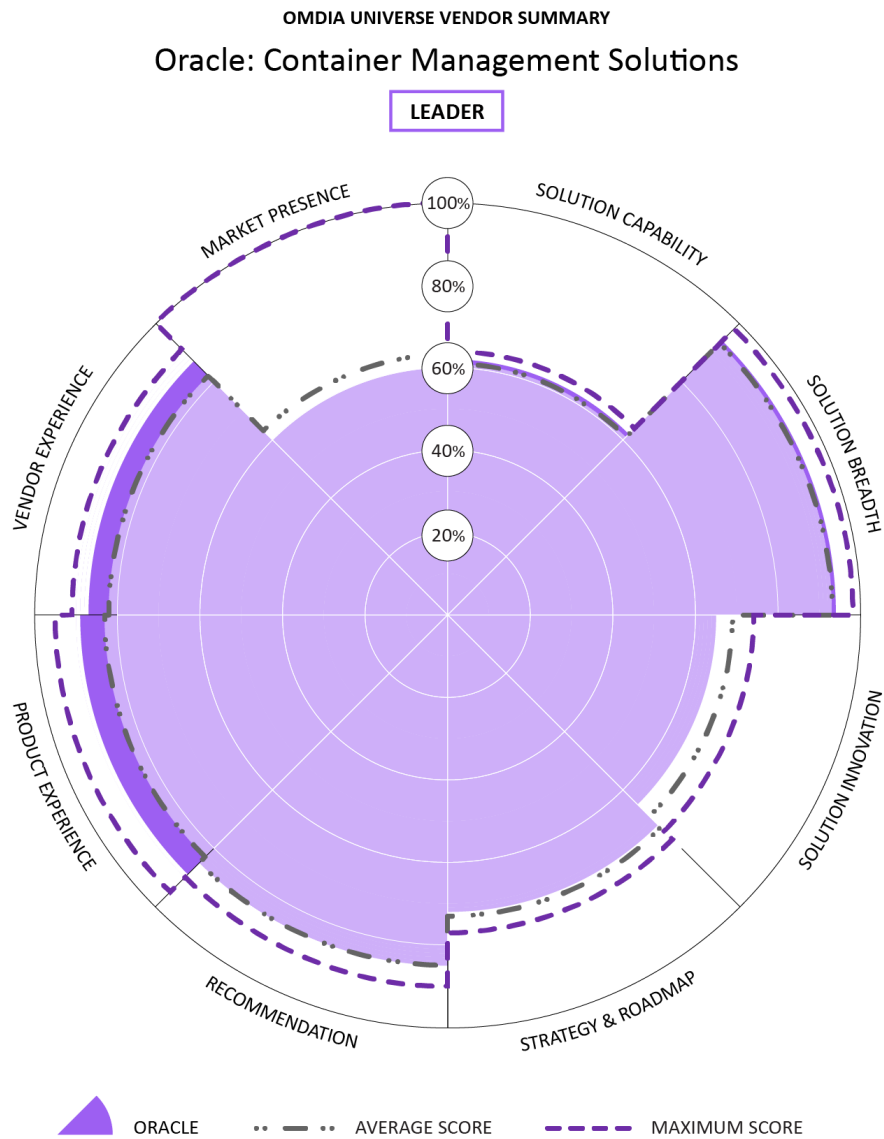 OMDIA UNIVERSE VENDOR SUMMARY
Oracle: Container Management Solutions
LEADER
MARKET PRESENCE
SOLUTION CAPABILITY
100%
80%
60%
40%
20%
VENDOR EXPERIENCE
SOLUTION BREADTH
PRODUCT EXPERIENCE
SOLUTION INNOVATION
RECOMMENDATION
STRATEGY & ROADMAP
ORACLE
AVERAGE SCORE
MAXIMUM SCORE